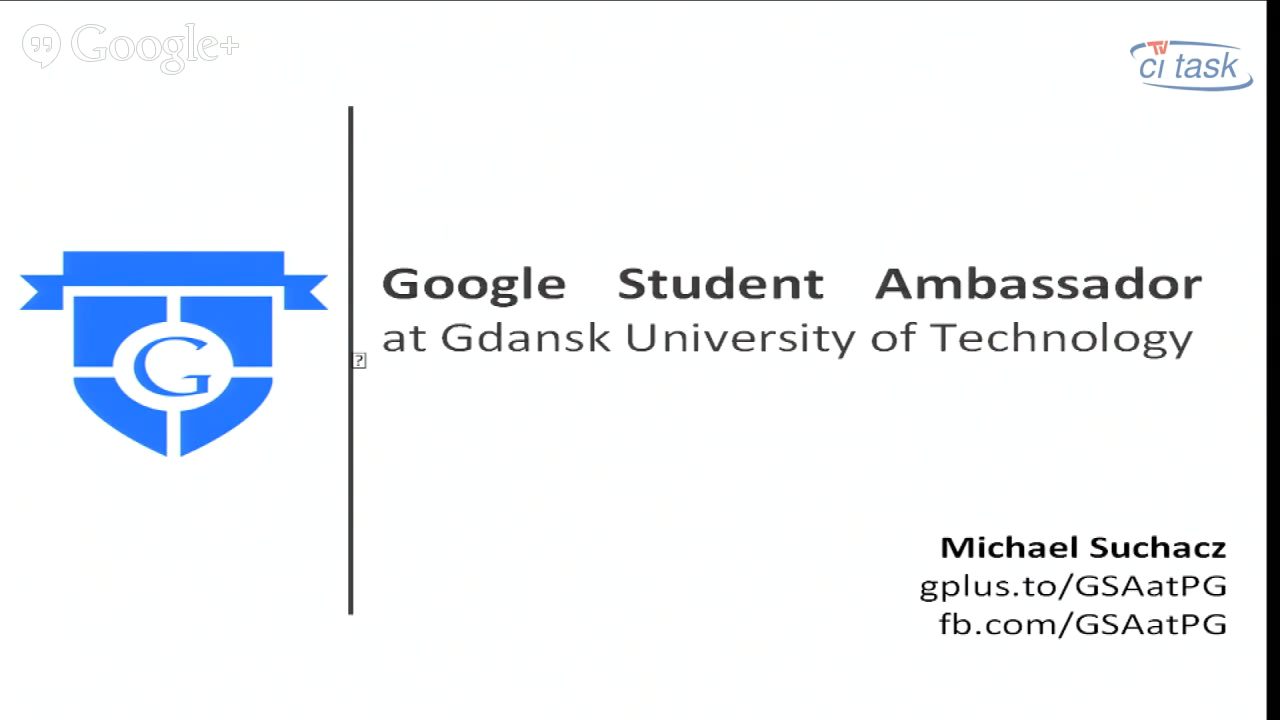 Google+
TV
ci task
G
Google Student Ambassador
at Gdansk University of Technology
?
Michael Suchacz
gplus.to/GSAatPG
fb.com/GSAatPG